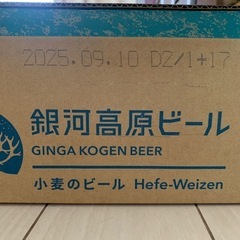 2025.09.10 DZ/1+17
銀河高原ビール
GINGA KOGEN BEER
小麦のビール Hefe-Weizen